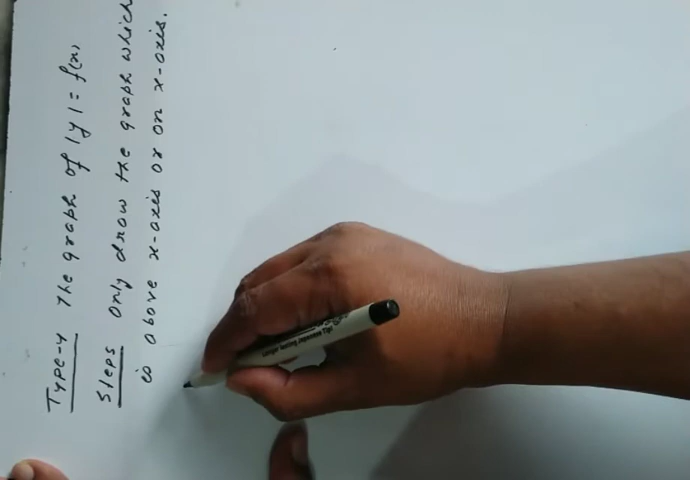 Type-4 The graph of |y| = f(x)
Steps only draw the graph which
is above x-axis or on x-axis.